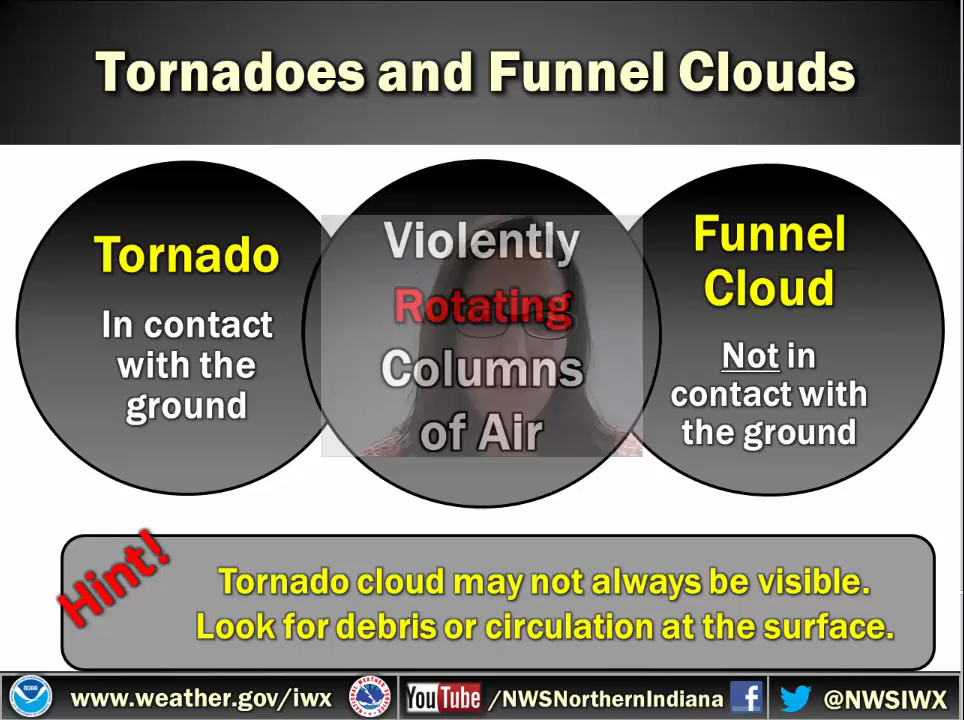 Tornadoes and Funnel Clouds
Tornado
In contact
with the
ground
Violently
Rotating
Columns
of Air
Funnel
Cloud
Not in
contact with
the ground
Hint!
Tornado cloud may not always be visible.
Look for debris or circulation at the surface.
NOAA
www.weather.gov/iwx
YouTube /NWSNorthernIndiana
f
@NWSIWX